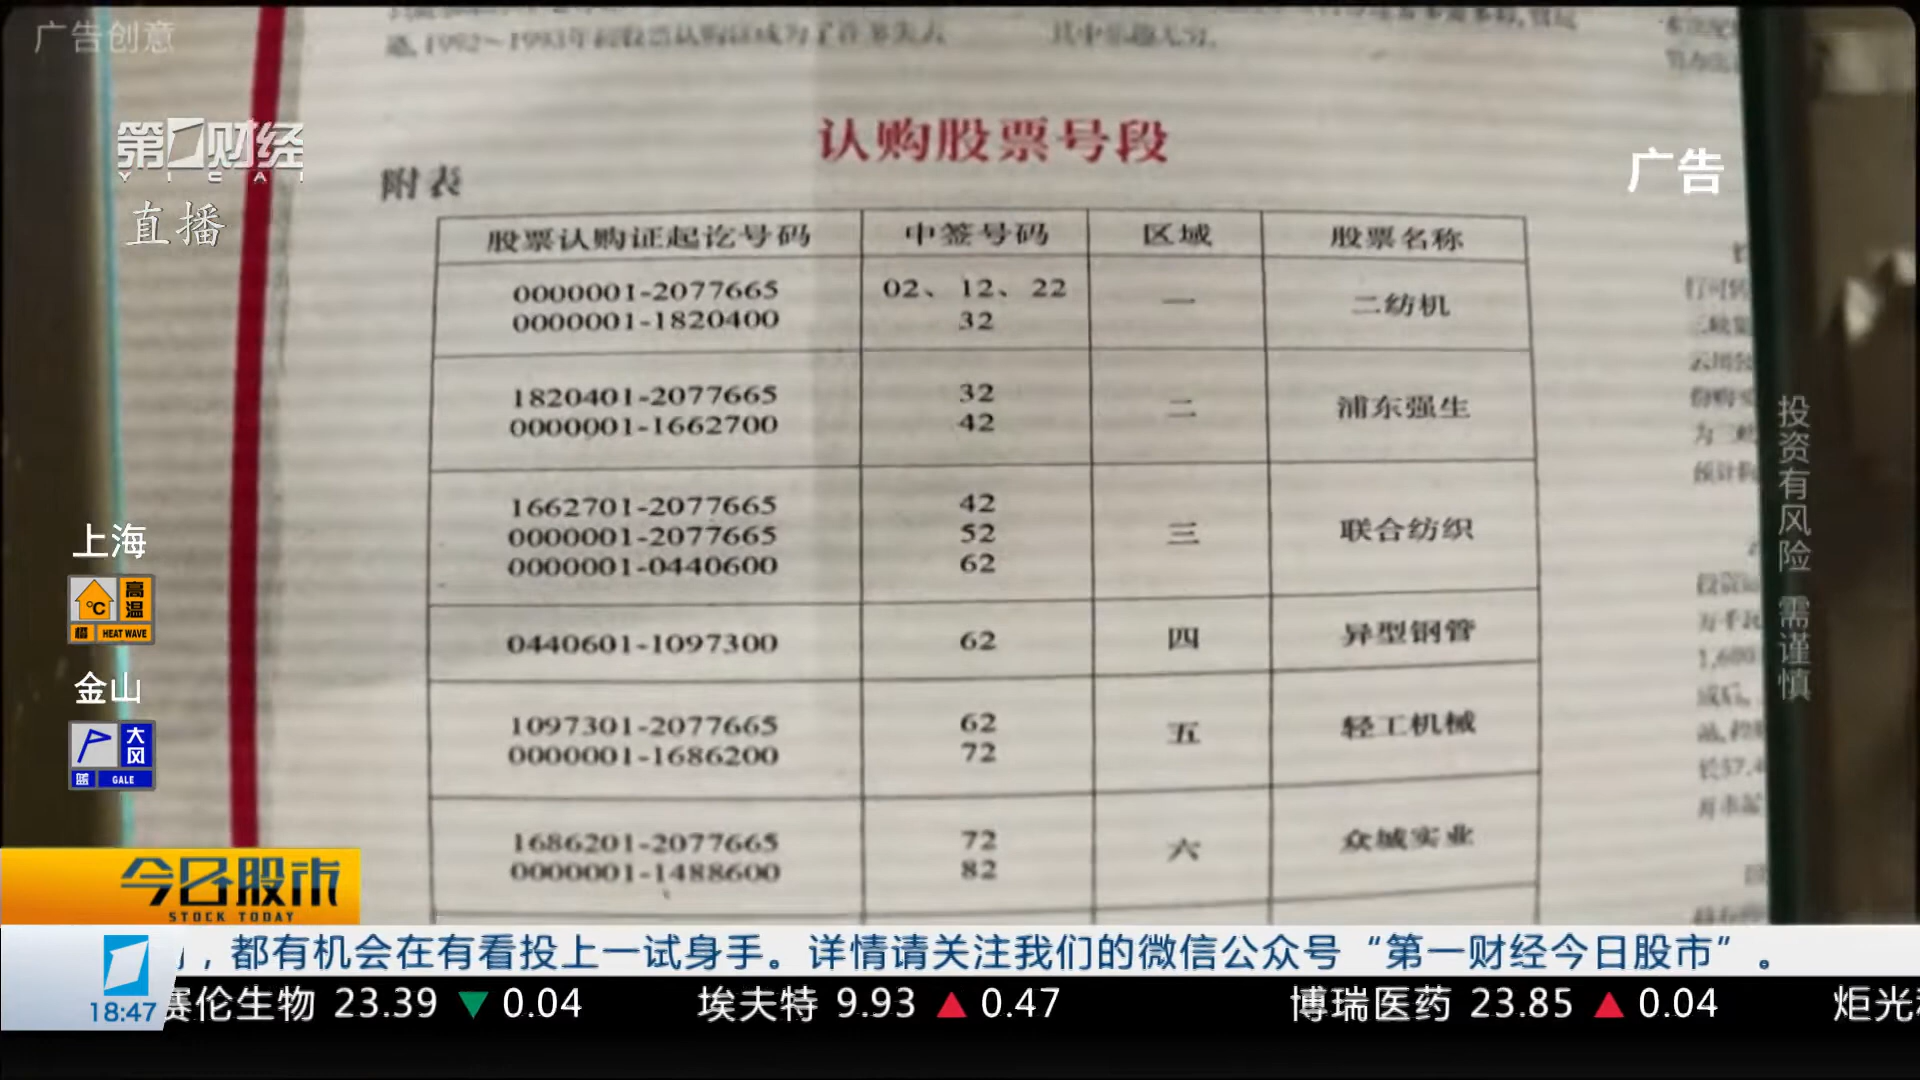 广告创意
第一财经
YICAI
直播
广告
认购股票号段
附表
股票认购证起讫号码 中签号码 区域 股票名称
0000001-2077665 02、12、22 一 二纺机
0000001-1820400 32
1820401-2077665 32 二 浦东强生
0000001-1662700 42
1662701-2077665 42 三 联合纺织
0000001-2077665 52
0000001-0440600 62
0440601-1097300 62 四 异型钢管
1097301-2077665 62 五 轻工机械
0000001-1686200 72
1686201-2077665 72 六 众城实业
0000001-1488600 82
投资有风险 需谨慎
上海
高温
℃
橙 HEAT WAVE
金山
大风
蓝 GALE
今日股市
STOCK TODAY
，都有机会在有看投上一试身手。详情请关注我们的微信公众号“第一财经今日股市”。
18:47
赛伦生物 23.39 ▼ 0.04 埃夫特 9.93 ▲ 0.47 博瑞医药 23.85 ▲ 0.04 炬光